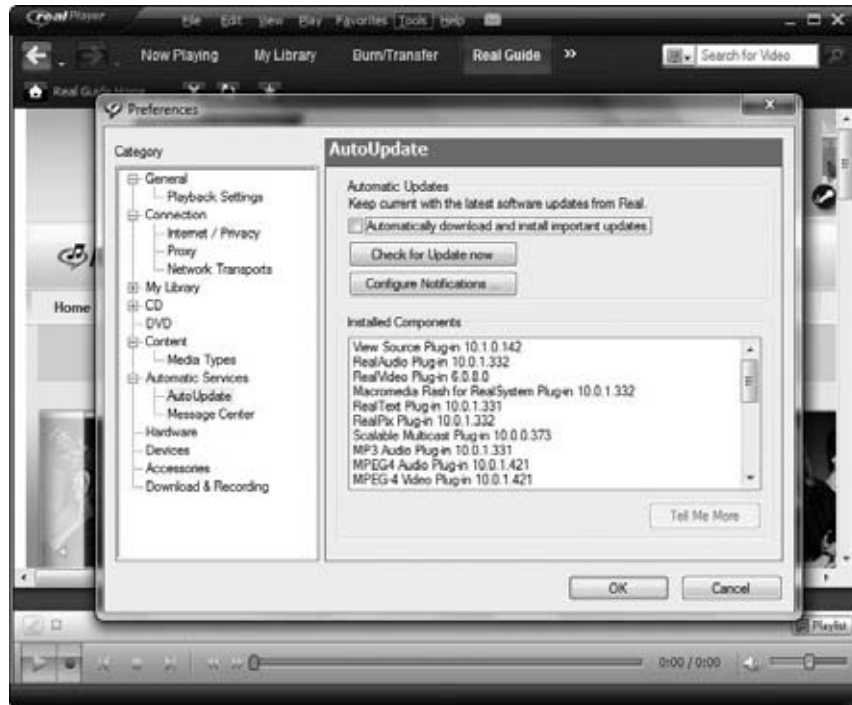 real Player
File Edit View Play Favorites Tools Help
Now Playing My Library Burn/Transfer Real Guide »
Search for Video
Real Guide Home
Preferences
Category
General
Playback Settings
Connection
Internet / Privacy
Proxy
Network Transports
My Library
CD
DVD
Content
Media Types
Automatic Services
AutoUpdate
Message Center
Hardware
Devices
Accessories
Download & Recording
AutoUpdate
Automatic Updates
Keep current with the latest software updates from Real.
Automatically download and install important updates
Check for Update now
Configure Notifications ...
Installed Components
View Source Plug-in 10.1.0.142
RealAudio Plug-in 10.0.1.332
RealVideo Plug-in 6.0.8.0
Macromedia Flash for RealSystem Plug-in 10.0.1.332
RealText Plug-in 10.0.1.331
RealPix Plug-in 10.0.1.332
Scalable Multicast Plug-in 10.0.0.373
MP3 Audio Plug-in 10.0.1.331
MPEG4 Audio Plug-in 10.0.1.421
MPEG-4 Video Plug-in 10.0.1.421
Tell Me More
OK Cancel
Home
Playlist
0:00 / 0:00